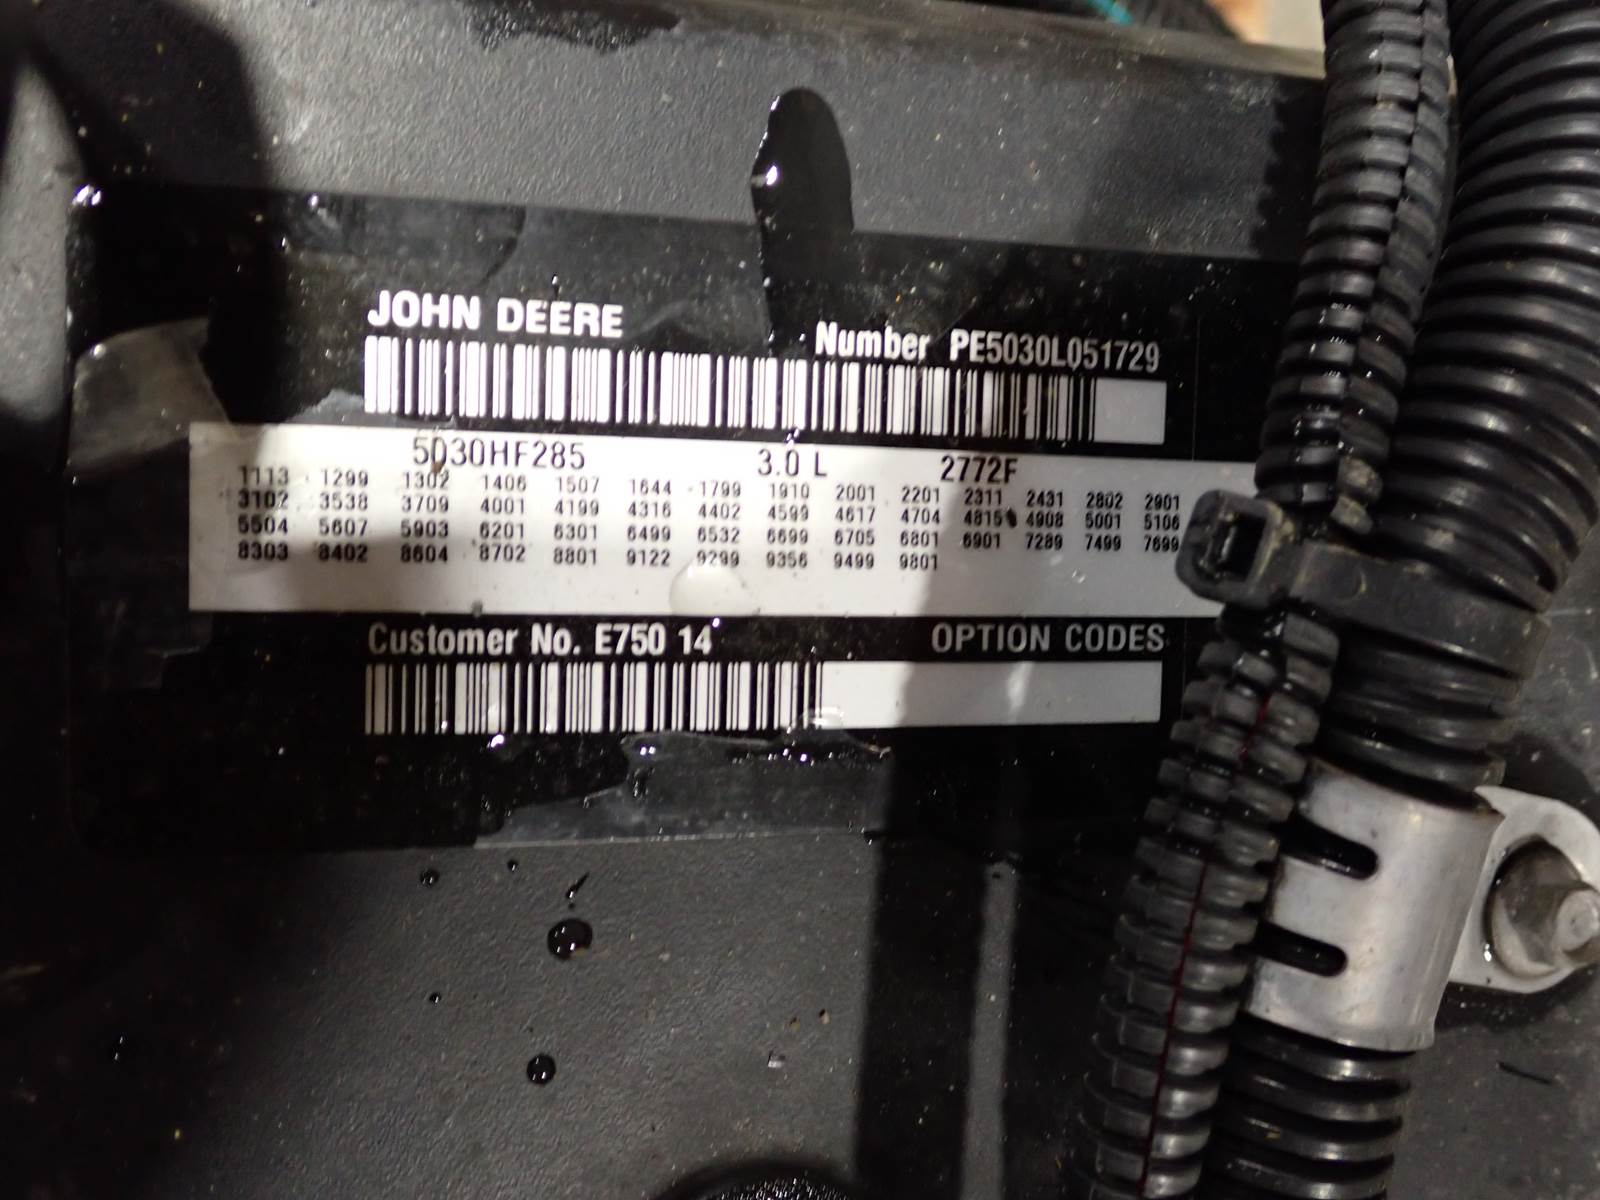 JOHN DEERE
Number PE5030L051729
5030HF285 3.0 L 2772F
1113 1299 1302 1406 1507 1644 1799 1910 2001 2201 2311 2431 2802 2901
3102 3538 3709 4001 4199 4316 4402 4599 4617 4704 4815 4908 5001 5106
5504 5607 5903 6201 6301 6499 6532 6699 6705 6801 6901 7289 7499 7699
8303 8402 8604 8702 8801 9122 9299 9356 9499 9801
Customer No. E750 14 OPTION CODES